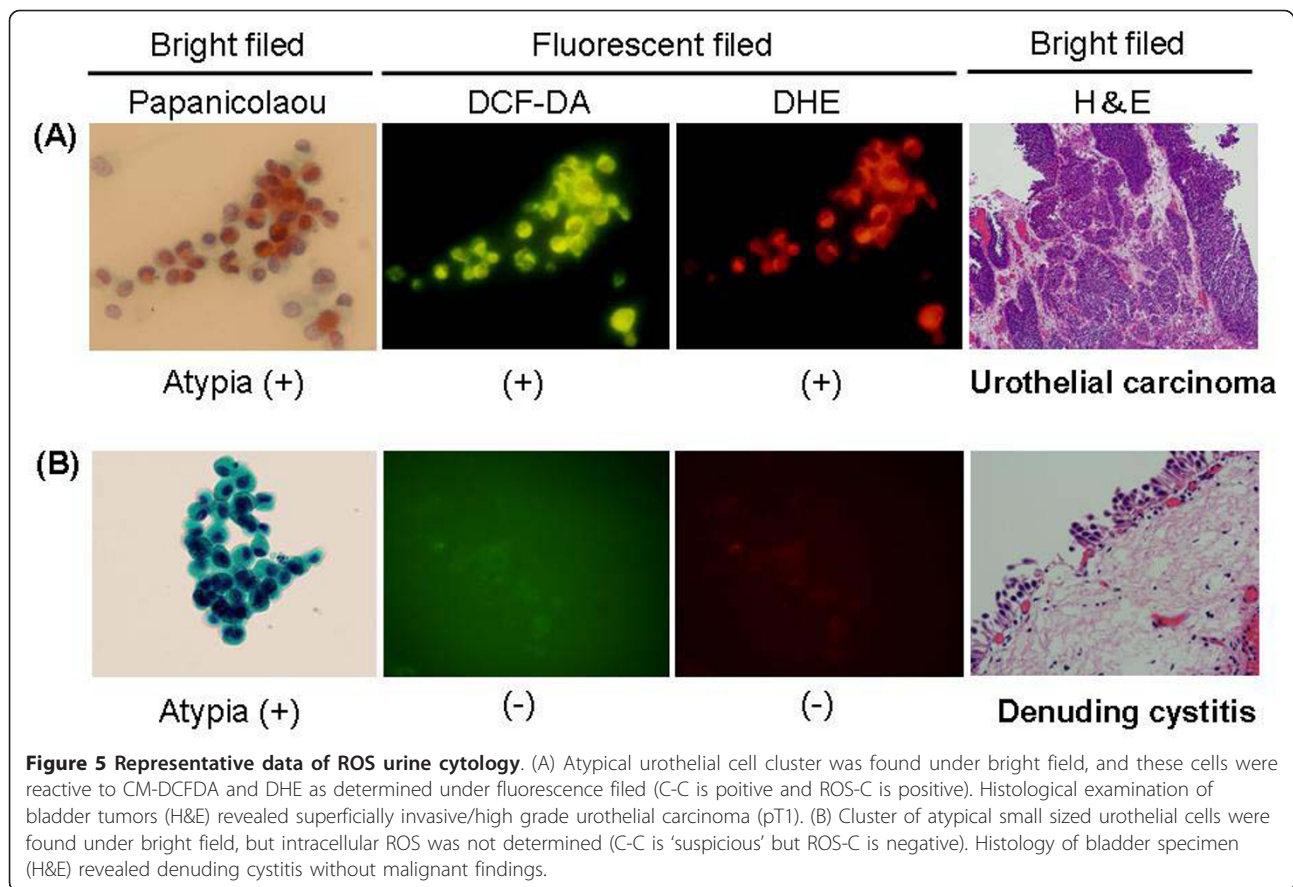 Bright filed Fluorescent filed Bright filed
Papanicolaou DCF-DA DHE H&E
(A)
Atypia (+) (+) (+) Urothelial carcinoma
(B)
Atypia (+) (-) (-) Denuding cystitis
Figure 5 Representative data of ROS urine cytology. (A) Atypical urothelial cell cluster was found under bright field, and these cells were
reactive to CM-DCFDA and DHE as determined under fluorescence filed (C-C is poitive and ROS-C is positive). Histological examination of
bladder tumors (H&E) revealed superficially invasive/high grade urothelial carcinoma (pT1). (B) Cluster of atypical small sized urothelial cells were
found under bright field, but intracellular ROS was not determined (C-C is ‘suspicious’ but ROS-C is negative). Histology of bladder specimen
(H&E) revealed denuding cystitis without malignant findings.